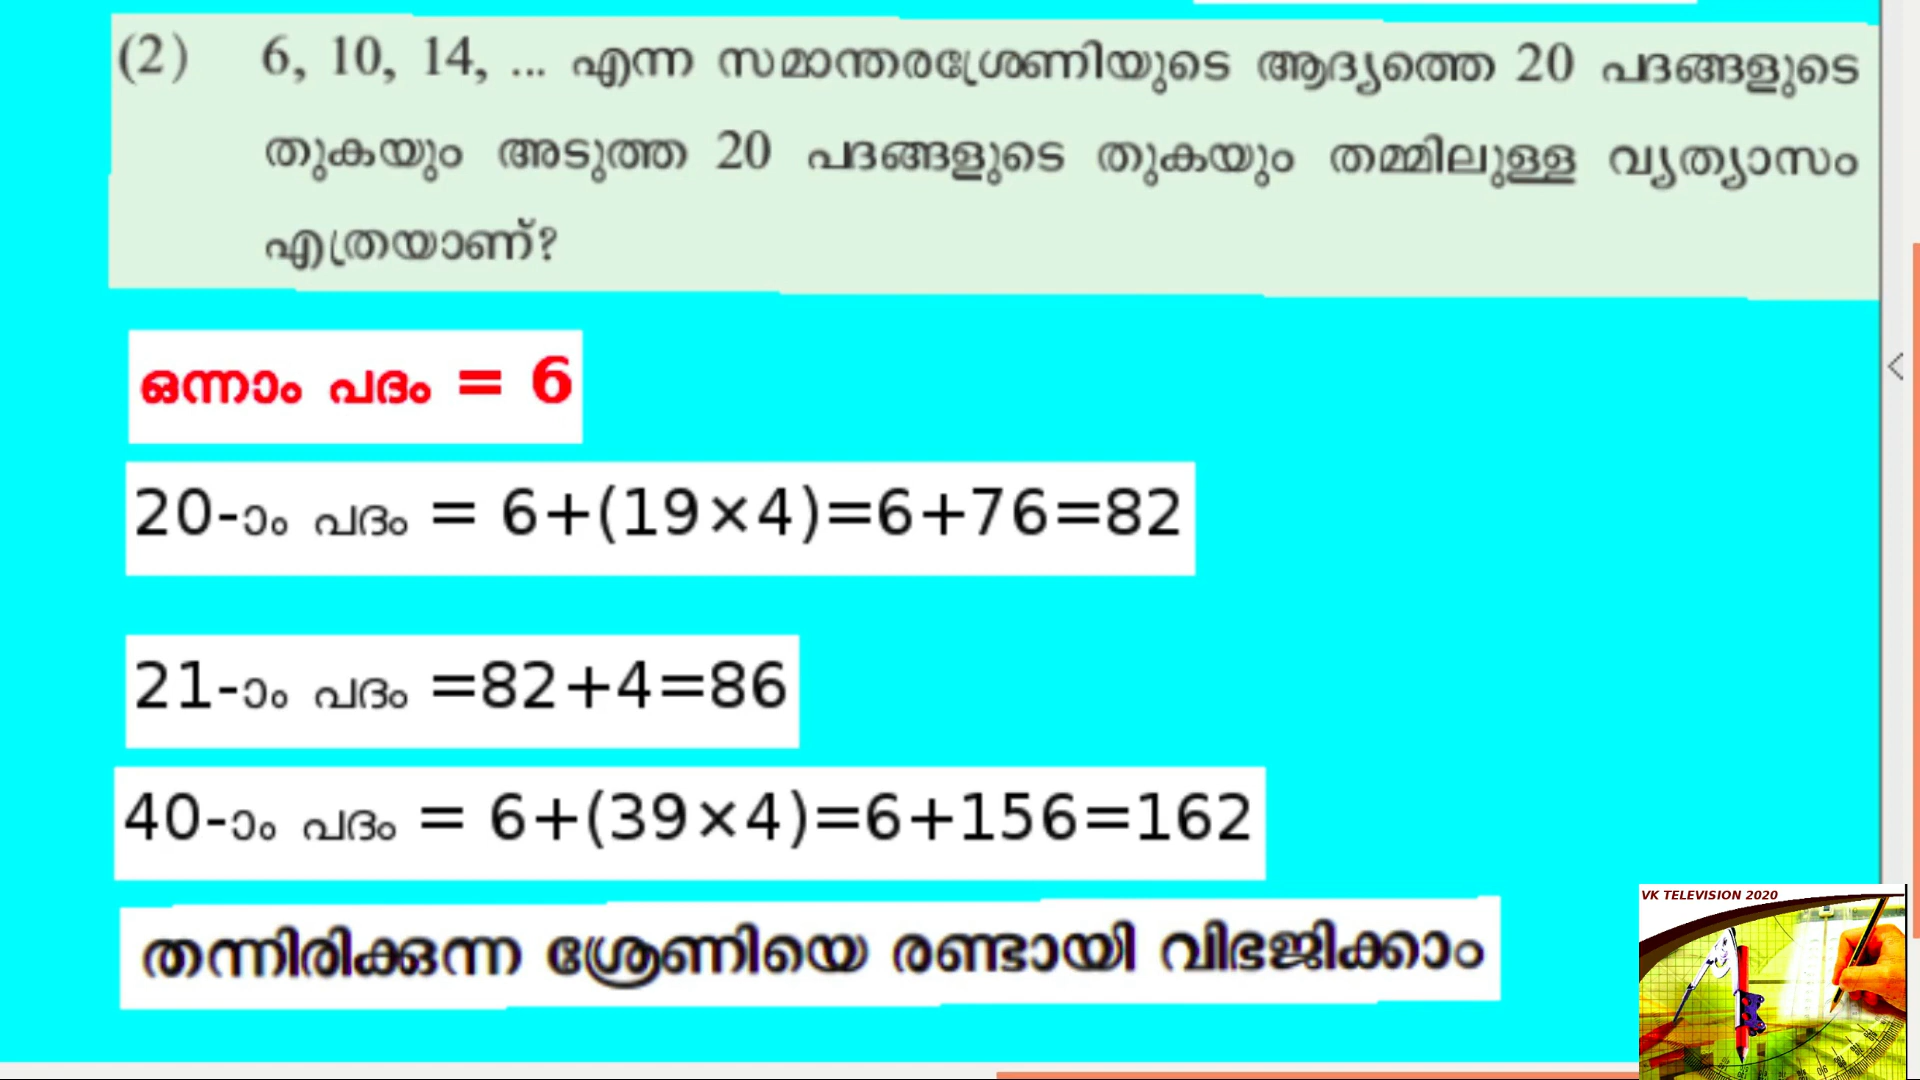 (2) 6, 10, 14, ... എന്ന സമാന്തരശ്രേണിയുടെ ആദ്യത്തെ 20 പദങ്ങളുടെ
തുകയും അടുത്ത 20 പദങ്ങളുടെ തുകയും തമ്മിലുള്ള വ്യത്യാസം
എത്രയാണ്?
ഒന്നാം പദം = 6
20-ാം പദം = 6+(19×4)=6+76=82
21-ാം പദം =82+4=86
40-ാം പദം = 6+(39×4)=6+156=162
തന്നിരിക്കുന്ന ശ്രേണിയെ രണ്ടായി വിഭജിക്കാം
VK TELEVISION 2020